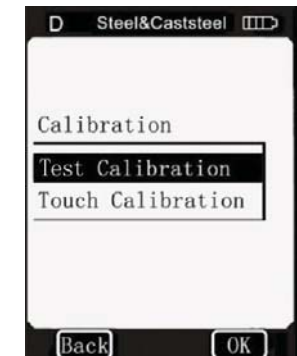 D Steel&Caststeel
Calibration
Test Calibration
Touch Calibration
Back OK